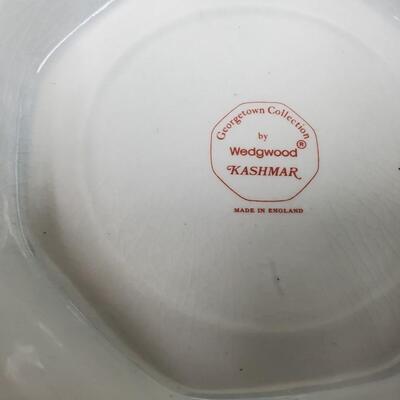 Georgetown Collection
by
Wedgwood®
KASHMAR
MADE IN ENGLAND